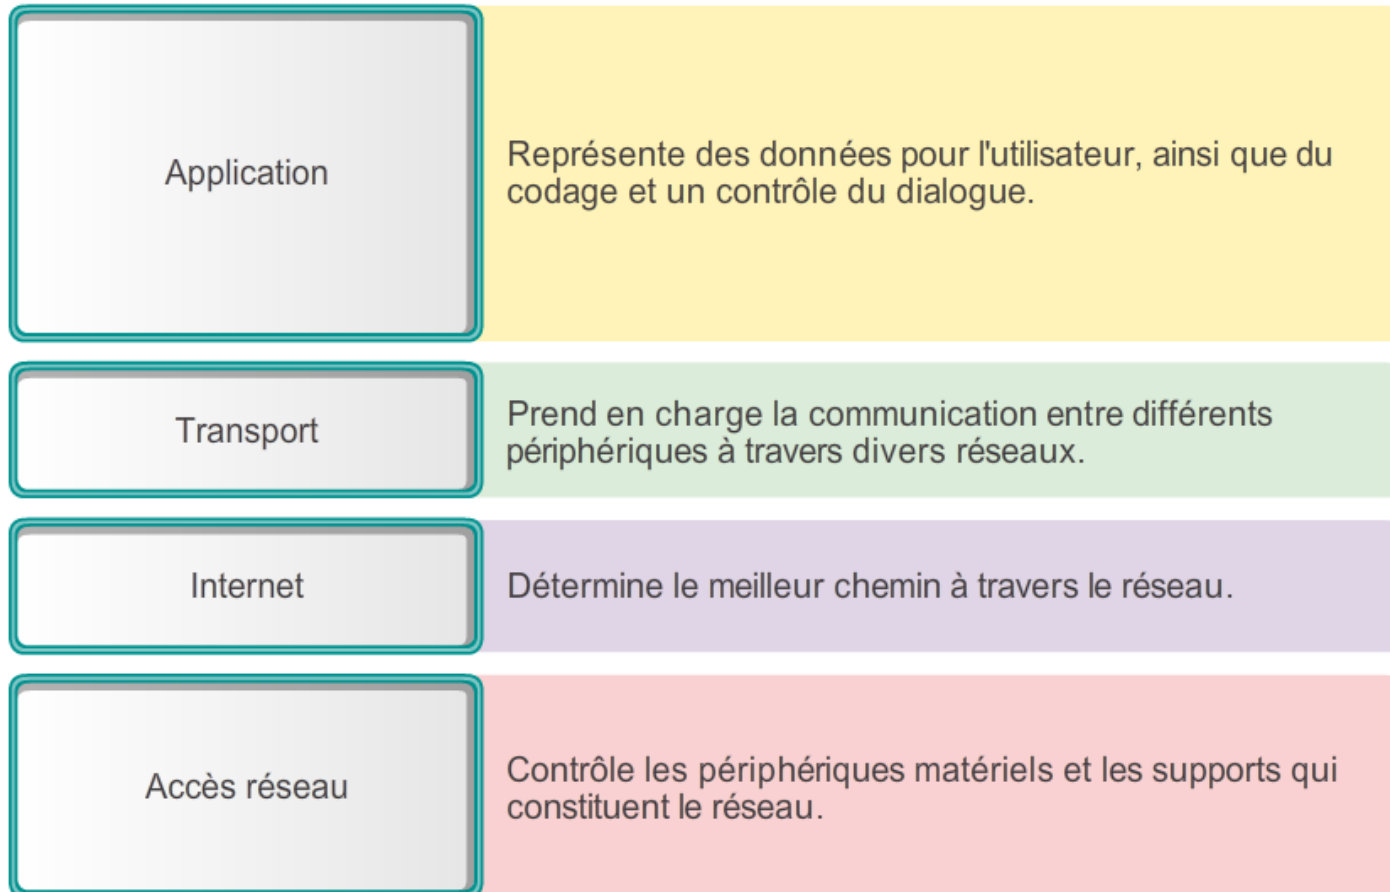 Application
Représente des données pour l'utilisateur, ainsi que du
codage et un contrôle du dialogue.
Transport
Prend en charge la communication entre différents
périphériques à travers divers réseaux.
Internet
Détermine le meilleur chemin à travers le réseau.
Accès réseau
Contrôle les périphériques matériels et les supports qui
constituent le réseau.